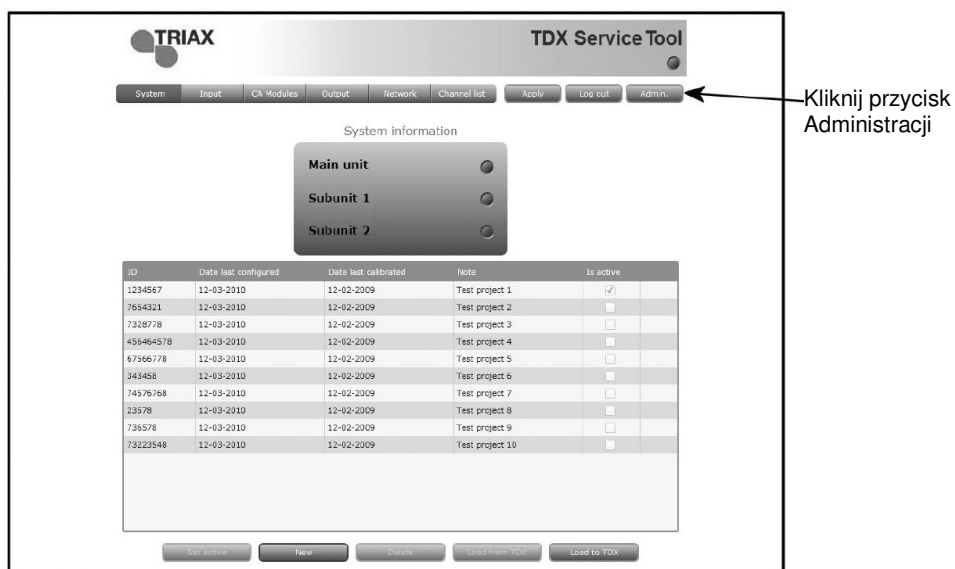 TRIAX
TDX Service Tool
System Input CA Modules Output Network Channel list Apply Log out Admin.
Kliknij przycisk
Administracji
System information
Main unit
Subunit 1
Subunit 2
ID Date last configured Date last calibrated Note Is active
1234567 12-03-2010 12-02-2009 Test project 1
7654321 12-03-2010 12-02-2009 Test project 2
7328778 12-03-2010 12-02-2009 Test project 3
456464578 12-03-2010 12-02-2009 Test project 4
67566778 12-03-2010 12-02-2009 Test project 5
343458 12-03-2010 12-02-2009 Test project 6
74576768 12-03-2010 12-02-2009 Test project 7
23578 12-03-2010 12-02-2009 Test project 8
736578 12-03-2010 12-02-2009 Test project 9
73223548 12-03-2010 12-02-2009 Test project 10
Set active New Delete Load from TDX Load to TDX